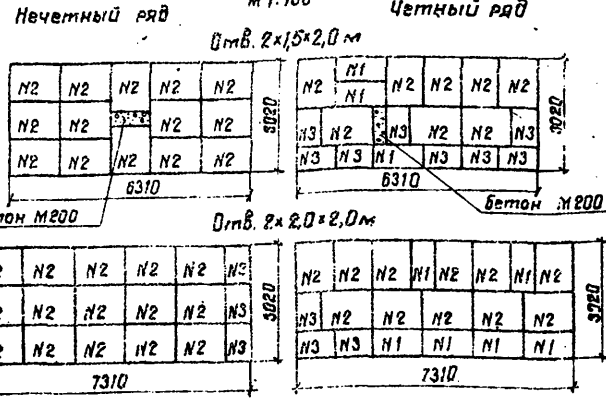 Нечетный ряд М 1:100 Четный ряд
Отв. 2×1,5×2,0м
N2 N2 N2 N2 N2
N2 N2 N2 N2
N2 N2 N2 N2 N2
3020
6310
N2 N1 N2 N2 N2 N2
N1
N3 N2 N3 N2 N2 N3
N3 N3 N1 N3 N3 N3
3020
6310
Бетон М200
Отв. 2×2,0×2,0м
N2 N2 N2 N2 N3
N2 N2 N2 N2 N3
N2 N2 N2 N2 N3
3020
7310
N2 N2 N2 N1 N2 N2 N1 N2
N3 N2 N2 N2 N2 N2
N3 N3 N1 N1 N1 N1
3020
7310